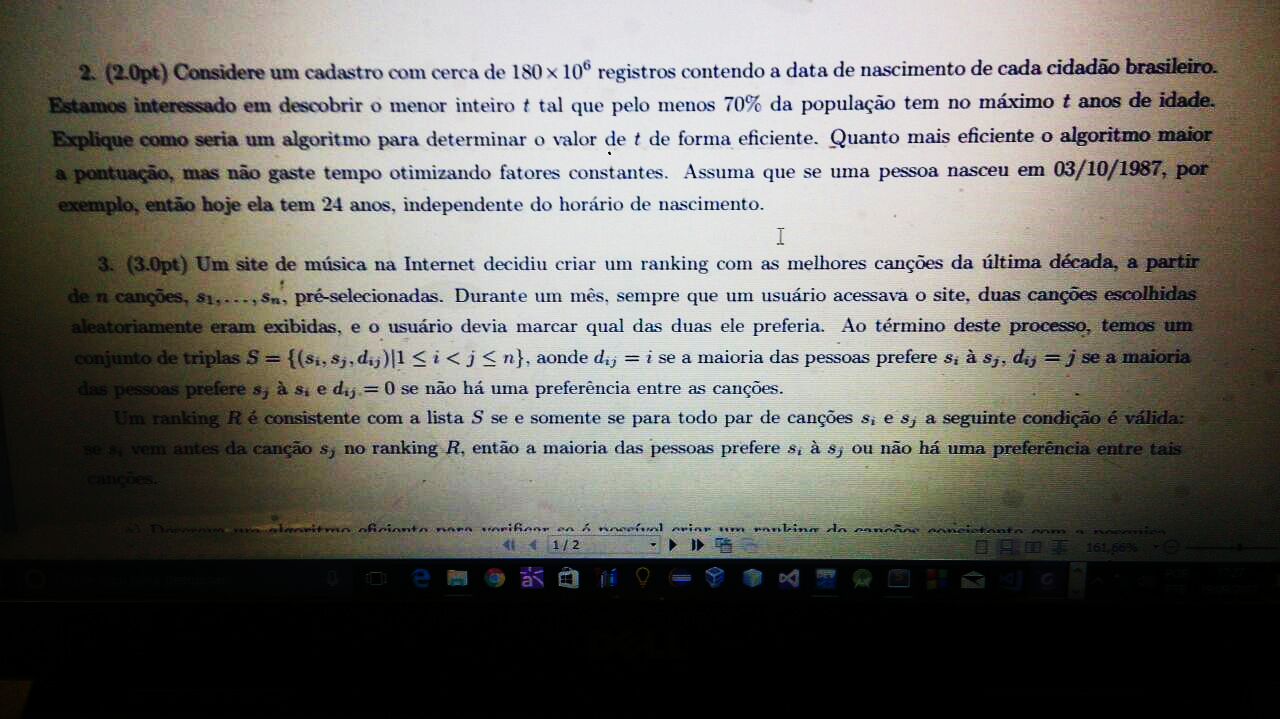 2. (2.0pt) Considere um cadastro com cerca de 180 × 10⁶ registros contendo a data de nascimento de cada cidadão brasileiro.
Estamos interessado em descobrir o menor inteiro t tal que pelo menos 70% da população tem no máximo t anos de idade.
Explique como seria um algoritmo para determinar o valor de t de forma eficiente. Quanto mais eficiente o algoritmo maior
a pontuação, mas não gaste tempo otimizando fatores constantes. Assuma que se uma pessoa nasceu em 03/10/1987, por
exemplo, então hoje ela tem 24 anos, independente do horário de nascimento.
3. (3.0pt) Um site de música na Internet decidiu criar um ranking com as melhores canções da última década, a partir
de n canções, s₁, . . . , sₙ, pré-selecionadas. Durante um mês, sempre que um usuário acessava o site, duas canções escolhidas
aleatoriamente eram exibidas, e o usuário devia marcar qual das duas ele preferia. Ao término deste processo, temos um
conjunto de triplas S = {(sᵢ, sⱼ, dᵢⱼ)|1 ≤ i < j ≤ n}, aonde dᵢⱼ = i se a maioria das pessoas prefere sᵢ à sⱼ, dᵢⱼ = j se a maioria
das pessoas prefere sⱼ à sᵢ e dᵢⱼ = 0 se não há uma preferência entre as canções.
Um ranking R é consistente com a lista S se e somente se para todo par de canções sᵢ e sⱼ a seguinte condição é válida:
se sᵢ vem antes da canção sⱼ no ranking R, então a maioria das pessoas prefere sᵢ à sⱼ ou não há uma preferência entre tais
canções.
1 / 2
161,66%
DELL